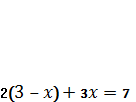 2(3 − x)+ 3x = 7